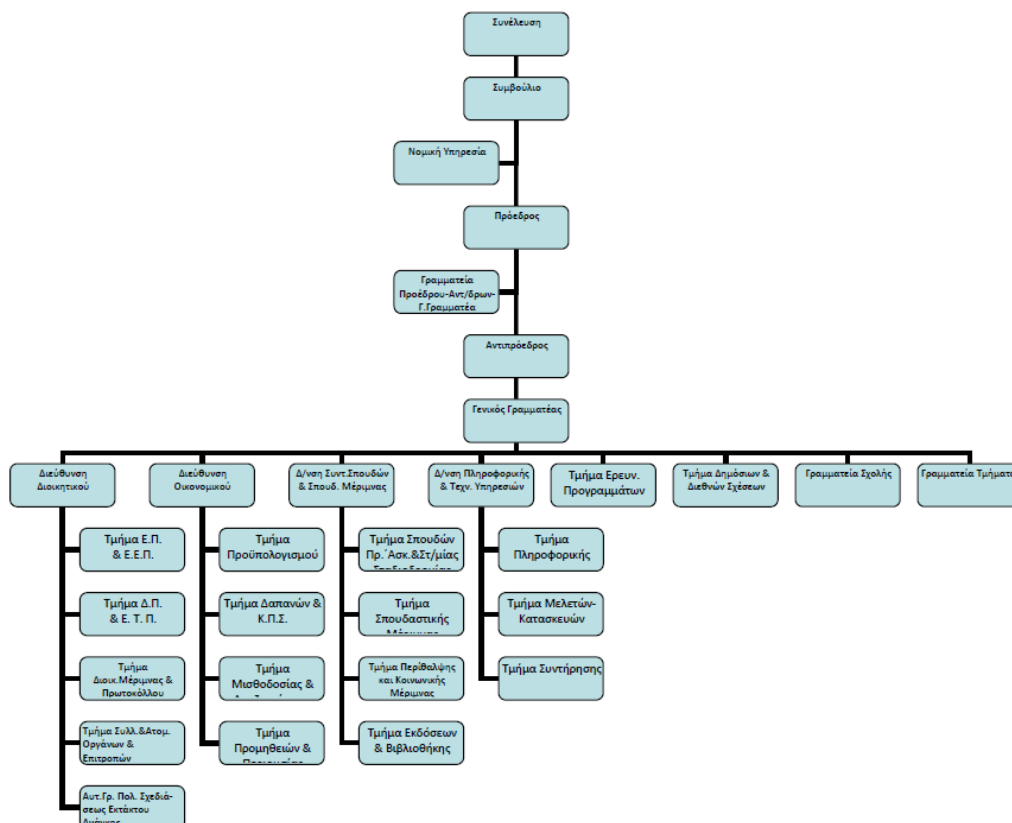 Συνέλευση
Συμβούλιο
Νομική Υπηρεσία
Πρόεδρος
Γραμματεία
Προέδρου-Αντ/δρων-
Γ.Γραμματέα
Αντιπρόεδρος
Γενικός Γραμματέας
Διεύθυνση
Διοικητικού
Διεύθυνση
Οικονομικού
Δ/νση Συντ.Σπουδών
& Σπουδ. Μέριμνας
Δ/νση Πληροφορικής
& Τεχν. Υπηρεσιών
Τμήμα Ερευν.
Προγραμμάτων
Τμήμα Δημόσιων &
Διεθνών Σχέσεων
Γραμματεία Σχολής
Γραμματεία
Τμήμα Ε.Π.
& Ε.Ε.Π.
Τμήμα Δ.Π.
& Ε. Τ. Π.
Τμήμα
Διοικ.Μέριμνας &
Πρωτοκόλλου
Τμήμα Συλλ.&Ατομ.
Οργάνων &
Επιτροπών
Αυτ.Γρ. Πολ. Σχεδιά-
σεως Εκτάκτου
Τμήμα
Προϋπολογισμού
Τμήμα Δαπανών &
Κ.Π.Σ.
Τμήμα
Μισθοδοσίας &
Τμήμα
Προμηθειών &
Τμήμα Σπουδών
Πρ.΄Ασκ.&Στ/μίας
Τμήμα
Σπουδαστικής
Τμήμα Περίθαλψης
και Κοινωνικής
Μέριμνας
Τμήμα Εκδόσεων
& Βιβλιοθήκης
Τμήμα
Πληροφορικής
Τμήμα Μελετών-
Κατασκευών
Τμήμα Συντήρησης